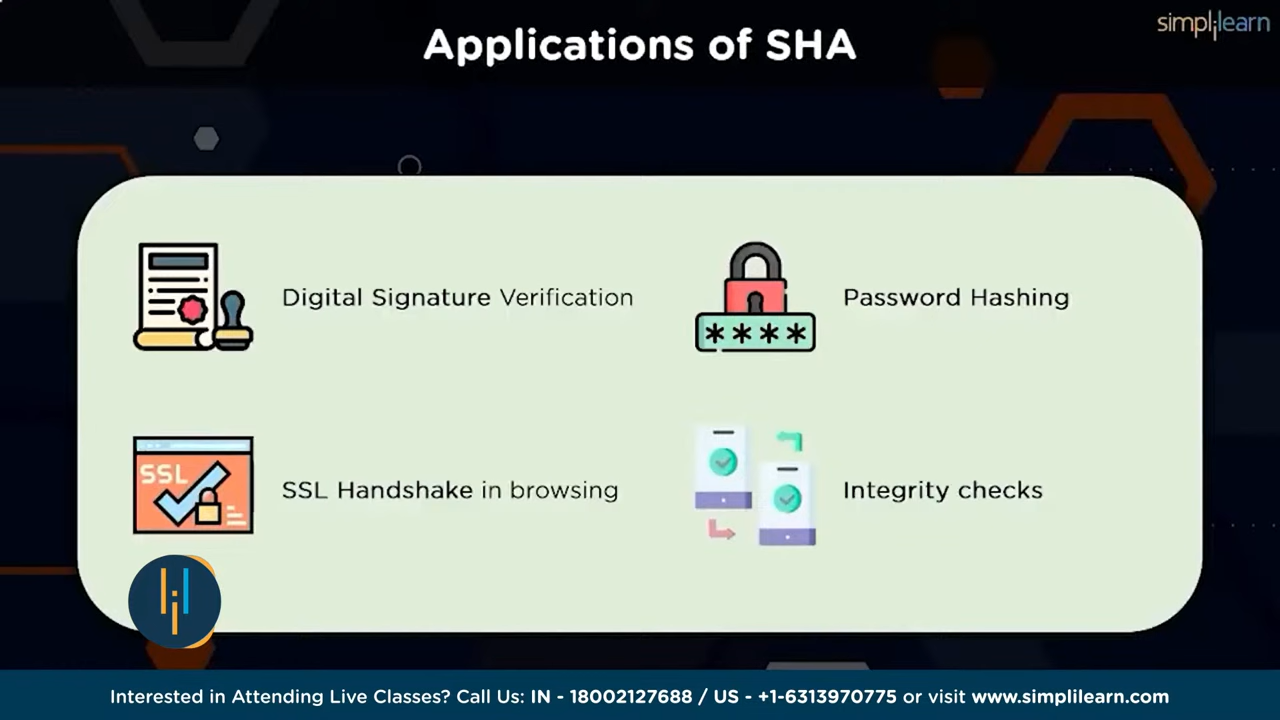 simplilearn
Applications of SHA
Digital Signature Verification
Password Hashing
****
SSL
SSL Handshake in browsing
Integrity checks
Interested in Attending Live Classes? Call Us: IN - 18002127688 / US - +1-6313970775 or visit www.simplilearn.com